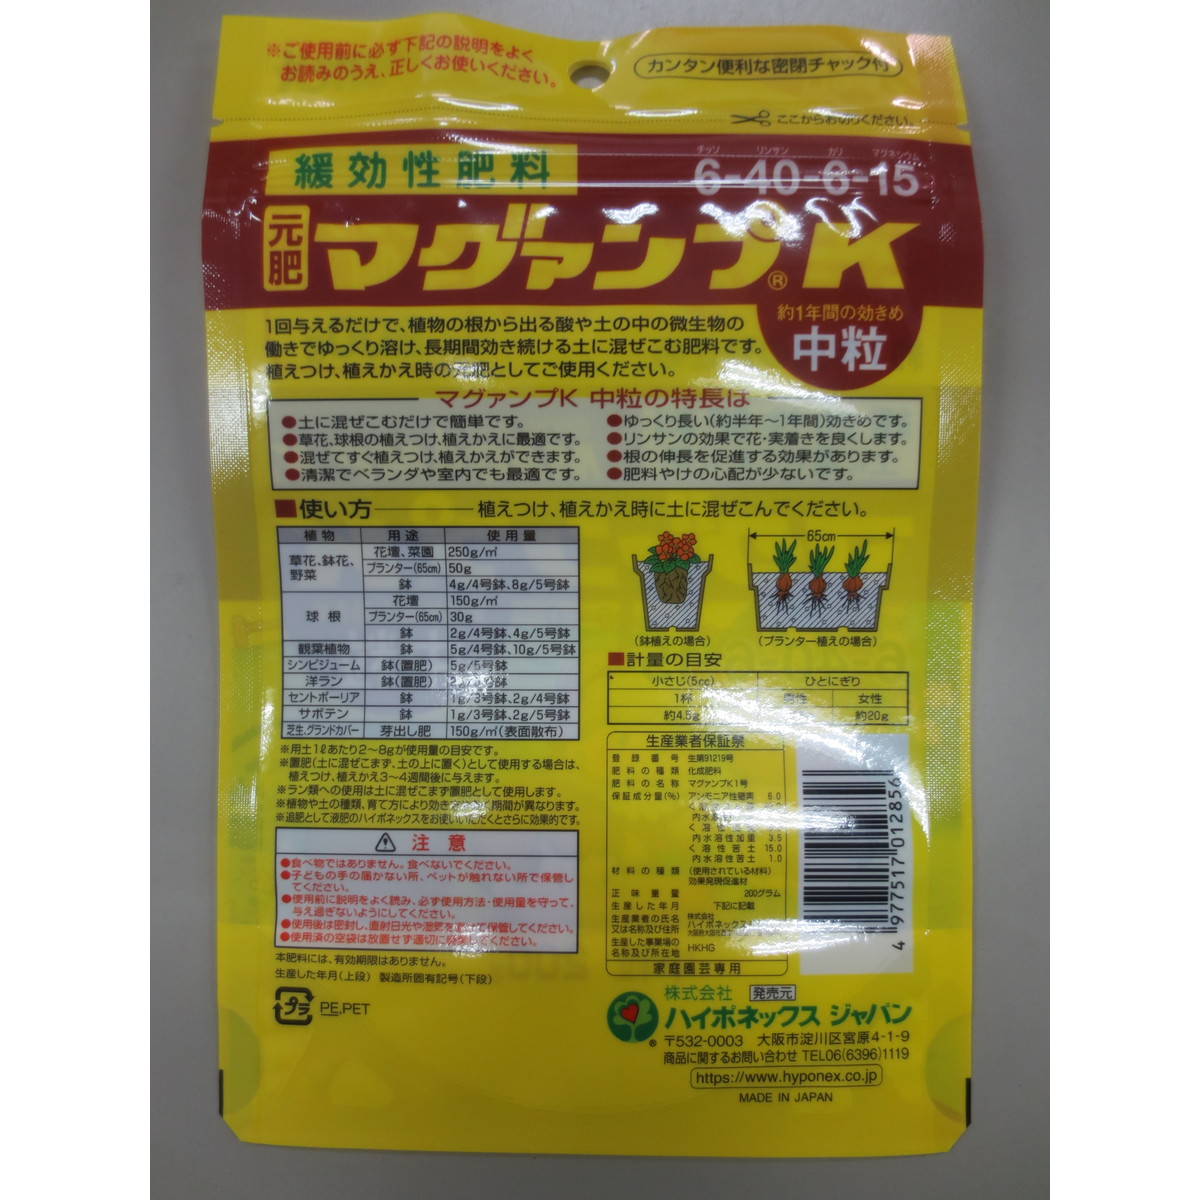 ※ご使用前に必ず下記の説明をよく
お読みのうえ、正しくお使いください。
カンタン便利な密閉チャック付
ここからお切りください。
緩効性肥料
チッソ リンサン カリ マグネシウム
6-40-6-15
元肥 マグァンプ®K
約1年間の効きめ
中粒
1回与えるだけで、植物の根から出る酸や土の中の微生物の
働きでゆっくり溶け、長期間効き続ける土に混ぜこむ肥料です。
植えつけ、植えかえ時の元肥としてご使用ください。
マグァンプK 中粒の特長は
●土に混ぜこむだけで簡単です。
●草花、球根の植えつけ、植えかえに最適です。
●混ぜてすぐ植えつけ、植えかえができます。
●清潔でベランダや室内でも最適です。
●ゆっくり長い(約半年～1年間)効きめです。
●リンサンの効果で花・実着きを良くします。
●根の伸長を促進する効果があります。
●肥料やけの心配が少ないです。
■使い方 植えつけ、植えかえ時に土に混ぜこんでください。
植物 用途 使用量
草花、鉢花、野菜 花壇、菜園 250g/㎡
プランター(65cm) 50g
鉢 4g/4号鉢、8g/5号鉢
球根 花壇 150g/㎡
プランター(65cm) 30g
鉢 2g/4号鉢、4g/5号鉢
観葉植物 鉢 5g/4号鉢、10g/5号鉢
シンビジューム 鉢(置肥) 5g/5号鉢
洋ラン 鉢(置肥) 号鉢
セントポーリア 鉢 1g/3号鉢、2g/4号鉢
サボテン 鉢 1g/3号鉢、2g/5号鉢
芝生、グランドカバー 芽出し肥 150g/㎡(表面散布)
65cm
(鉢植えの場合)
(プランター植えの場合)
■計量の目安
小さじ(5cc) ひとにぎり
1杯 男性 女性
約4.5g 約20g
※用土1ℓあたり2～8gが使用量の目安です。
※置肥(土に混ぜこまず、土の上に置く)として使用する場合は、
植えつけ、植えかえ3～4週間後に与えます。
※ラン類への使用は土に混ぜこまず置肥として使用します。
※植物や土の種類、育て方により効き 期間が異なります。
※追肥として液肥のハイポネックスをお使いいただくとさらに効果的です。
注意
●食べ物ではありません。食べないでください。
●子どもの手の届かない所、ペットが触れない所で保管し
てください。
●使用前に説明をよく読み、必ず使用方法・使用量を守って、
与え過ぎないようにしてください。
●使用後は密封し、直射日光や湿気を て保管してください。
●使用済の空袋は放置せず適切に してください。
本肥料には、有効期限はありません。
生産した年月(上段) 製造所固有記号(下段)
プラ PE,PET
生産業者保証票
登録番号 生第91219号
肥料の種類 化成肥料
肥料の名称 マグァンプK1号
保証成分量(%) アンモニア性窒素 6.0
内水溶性加里 3.5
く溶性苦土 15.0
内水溶性苦土 1.0
材料の種類 (使用されている材料)
効果発現促進材
正味重量 200グラム
生産した年月 下記に記載
生産業者の氏名
又は名称及び住所
株式会社
ハイポネックス
生産した事業場の
名称及び所在地 HKHG
家庭園芸専用
4 977517 012856
株式会社 発売元
ハイポネックス ジャパン
〒532-0003 大阪市淀川区宮原4-1-9
商品に関するお問い合わせ TEL06(6396)1119
https://www.hyponex.co.jp
MADE IN JAPAN